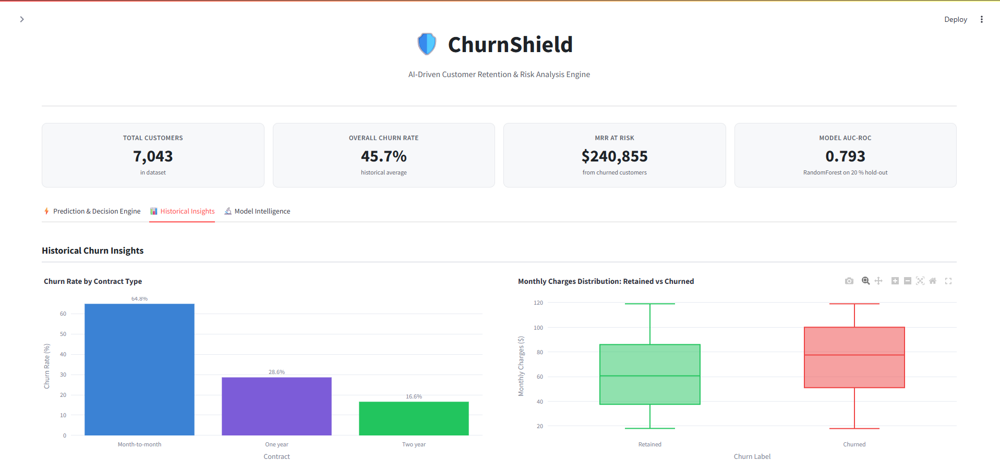 Deploy
ChurnShield
AI-Driven Customer Retention & Risk Analysis Engine
TOTAL CUSTOMERS
7,043
in dataset
OVERALL CHURN RATE
45.7%
historical average
MRR AT RISK
$240,855
from churned customers
MODEL AUC-ROC
0.793
RandomForest on 20 % hold-out
Prediction & Decision Engine
Historical Insights
Model Intelligence
Historical Churn Insights
Churn Rate by Contract Type
64.8%
28.6%
16.6%
60
50
40
30
20
10
0
Churn Rate (%)
Month-to-month
One year
Two year
Contract
Monthly Charges Distribution: Retained vs Churned
120
100
80
60
40
20
Monthly Charges ($)
Retained
Churned
Churn Label